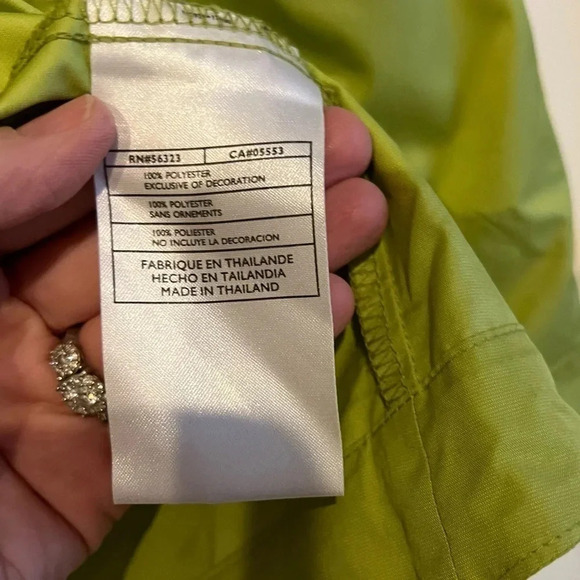 RN#56323 CA#05553
100% POLYESTER
EXCLUSIVE OF DECORATION
100% POLYESTER
SANS ORNEMENTS
100% POLIESTER
NO INCLUYE LA DECORACION
FABRIQUE EN THAILANDE
HECHO EN TAILANDIA
MADE IN THAILAND